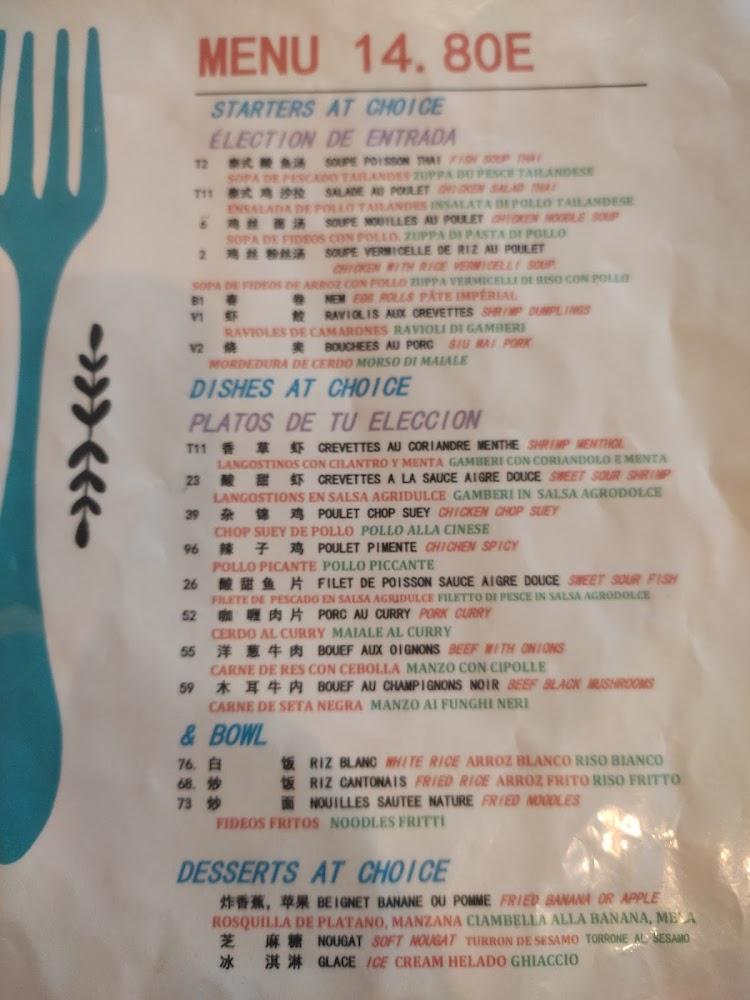 MENU 14. 80E
STARTERS AT CHOICE
ÉLECTION DE ENTRADA
T2 泰式 酸 鱼汤 SOUPE POISSON THAI FISH SOUP THAI
SOPA DE PESCADO TAILANDES ZUPPA DU PESCE TAILANDESE
T11 泰式 鸡 沙拉 SALADE AU POULET CHICKEN SALAD THAI
ENSALADA DE POLLO TAILANDES INSALATA DI POLLO TAILANDESE
6 鸡 丝 面 汤 SOUPE NOUILLES AU POULET CHICKEN NOODLE SOUP
SOPA DE FIDEOS CON POLLO. ZUPPA DI PASTA DI POLLO
2 鸡 丝 粉丝汤 SOUPE VERMICELLE DE RIZ AU POULET
CHICKEN WITH RICE VERMICELLI SOUP.
SOPA DE FIDEOS DE ARROZ CON POLLO ZUPPA VERMICELLI DI RISO CON POLLO
B1 春 卷 NEM EGG ROLLS PÂTE IMPÉRIAL
V1 虾 饺 RAVIOLIS AUX CREVETTES SHRIMP DUMPLINGS
RAVIOLES DE CAMARONES RAVIOLI DI GAMBERI
V2 烧 卖 BOUCHEES AU PORC SIU MAI PORK
MORDEDURA DE CERDO MORSO DI MAIALE
DISHES AT CHOICE
PLATOS DE TU ELECCION
T11 香 草 虾 CREVETTES AU CORIANDRE MENTHE SHRIMP MENTHOL
LANGOSTINOS CON CILANTRO Y MENTA GAMBERI CON CORIANDOLO E MENTA
23 酸 甜 虾 CREVETTES A LA SAUCE AIGRE DOUCE SWEET SOUR SHRIMP
LANGOSTIONS EN SALSA AGRIDULCE GAMBERI IN SALSA AGRODOLCE
39 杂 锦 鸡 POULET CHOP SUEY CHICKEN CHOP SUEY
CHOP SUEY DE POLLO POLLO ALLA CINESE
96 辣 子 鸡 POULET PIMENTE CHICHEN SPICY
POLLO PICANTE POLLO PICCANTE
26 酸 甜 鱼 片 FILET DE POISSON SAUCE AIGRE DOUCE SWEET SOUR FISH
FILETE DE PESCADO EN SALSA AGRIDULCE FILETTO DI PESCE IN SALSA AGRODOLCE
52 咖 喱 肉 片 PORC AU CURRY PORK CURRY
CERDO AL CURRY MAIALE AL CURRY
55 洋 葱 牛 肉 BOUEF AUX OIGNONS BEEF WITH ONIONS
CARNE DE RES CON CEBOLLA MANZO CON CIPOLLE
59 木 耳 牛 内 BOUEF AU CHAMPIGNONS NOIR BEEF BLACK MUSHROOMS
CARNE DE SETA NEGRA MANZO AI FUNGHI NERI
& BOWL
76. 白 饭 RIZ BLANC WHITE RICE ARROZ BLANCO RISO BIANCO
68. 炒 饭 RIZ CANTONAIS FRIED RICE ARROZ FRITO RISO FRITTO
73 炒 面 NOUILLES SAUTEE NATURE FRIED NOODLES
FIDEOS FRITOS NOODLES FRITTI
DESSERTS AT CHOICE
炸香蕉, 苹果 BEIGNET BANANE OU POMME FRIED BANANA OR APPLE
ROSQUILLA DE PLATANO, MANZANA CIAMBELLA ALLA BANANA, MELA
芝 麻 糖 NOUGAT SOFT NOUGAT TURRON DE SESAMO TORRONE AL SESAMO
冰 淇 淋 GLACE ICE CREAM HELADO GHIACCIO